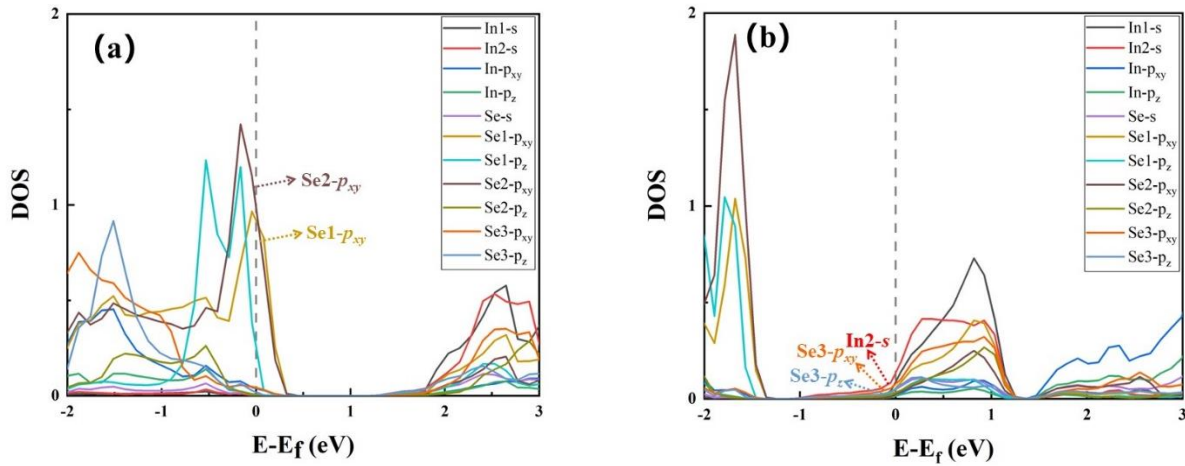 (a)
DOS
2
1
0
-2
-1
0
1
2
3
E-Ef (eV)
In1-s
In2-s
In-pxy
In-pz
Se-s
Se1-pxy
Se1-pz
Se2-pxy
Se2-pz
Se3-pxy
Se3-pz
Se2-pxy
Se1-pxy
(b)
DOS
2
1
0
-2
-1
0
1
2
3
E-Ef (eV)
In1-s
In2-s
In-pxy
In-pz
Se-s
Se1-pxy
Se1-pz
Se2-pxy
Se2-pz
Se3-pxy
Se3-pz
In2-s
Se3-pxy
Se3-pz